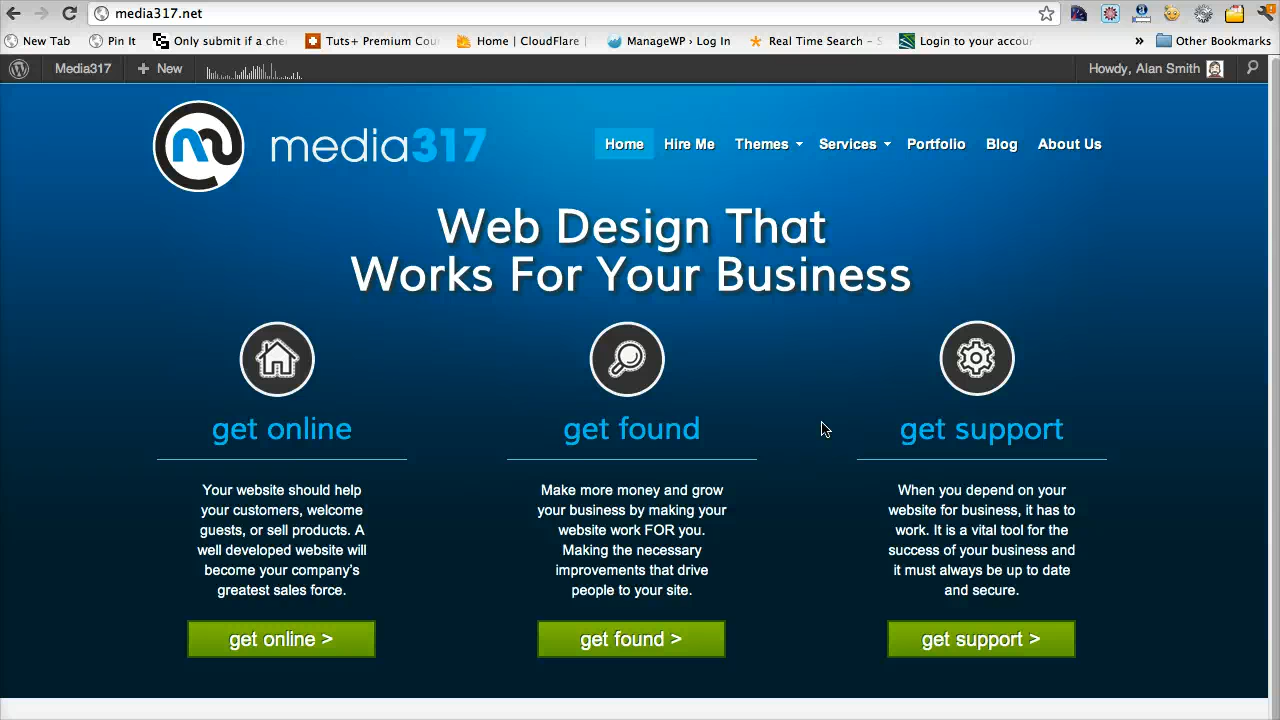 media317.net
New Tab
Pin It
Only submit if a che
Tuts+ Premium Cou
Home | CloudFlare
ManageWP › Log In
Real Time Search - S
Login to your accour
»
Other Bookmarks
Media317
+ New
Howdy, Alan Smith
media317
Home
Hire Me
Themes
Services
Portfolio
Blog
About Us
Web Design That
Works For Your Business
get online
Your website should help
your customers, welcome
guests, or sell products. A
well developed website will
become your company's
greatest sales force.
get online >
get found
Make more money and grow
your business by making your
website work FOR you.
Making the necessary
improvements that drive
people to your site.
get found >
get support
When you depend on your
website for business, it has to
work. It is a vital tool for the
success of your business and
it must always be up to date
and secure.
get support >